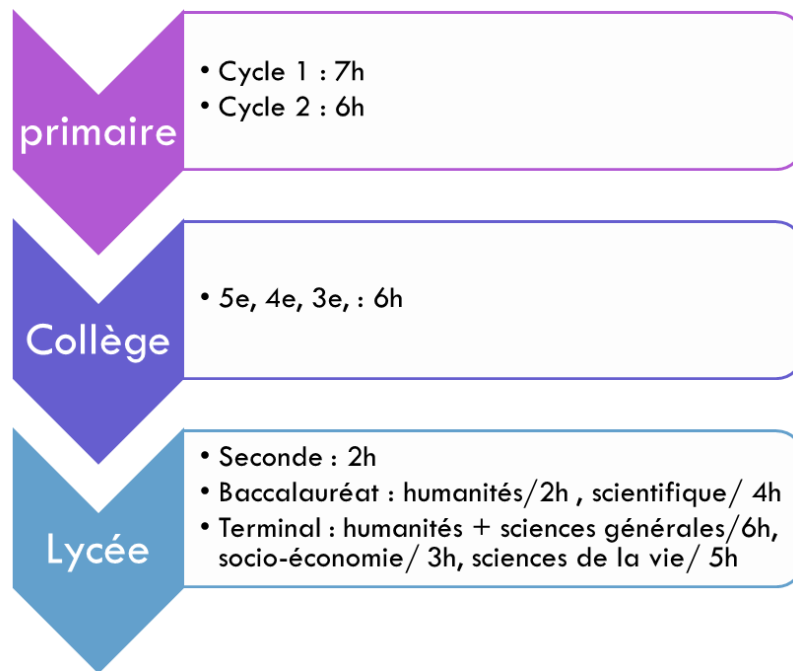 primaire
• Cycle 1 : 7h
• Cycle 2 : 6h
Collège
• 5e, 4e, 3e, : 6h
Lycée
• Seconde : 2h
• Baccalauréat : humanités/2h , scientifique/ 4h
• Terminal : humanités + sciences générales/6h,
socio-économie/ 3h, sciences de la vie/ 5h